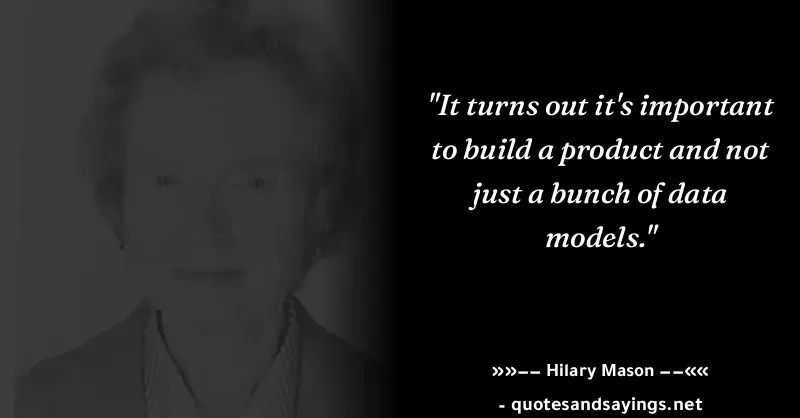 "It turns out it's important
to build a product and not
just a bunch of data
models."
»»–– Hilary Mason ––««
- quotesandsayings.net